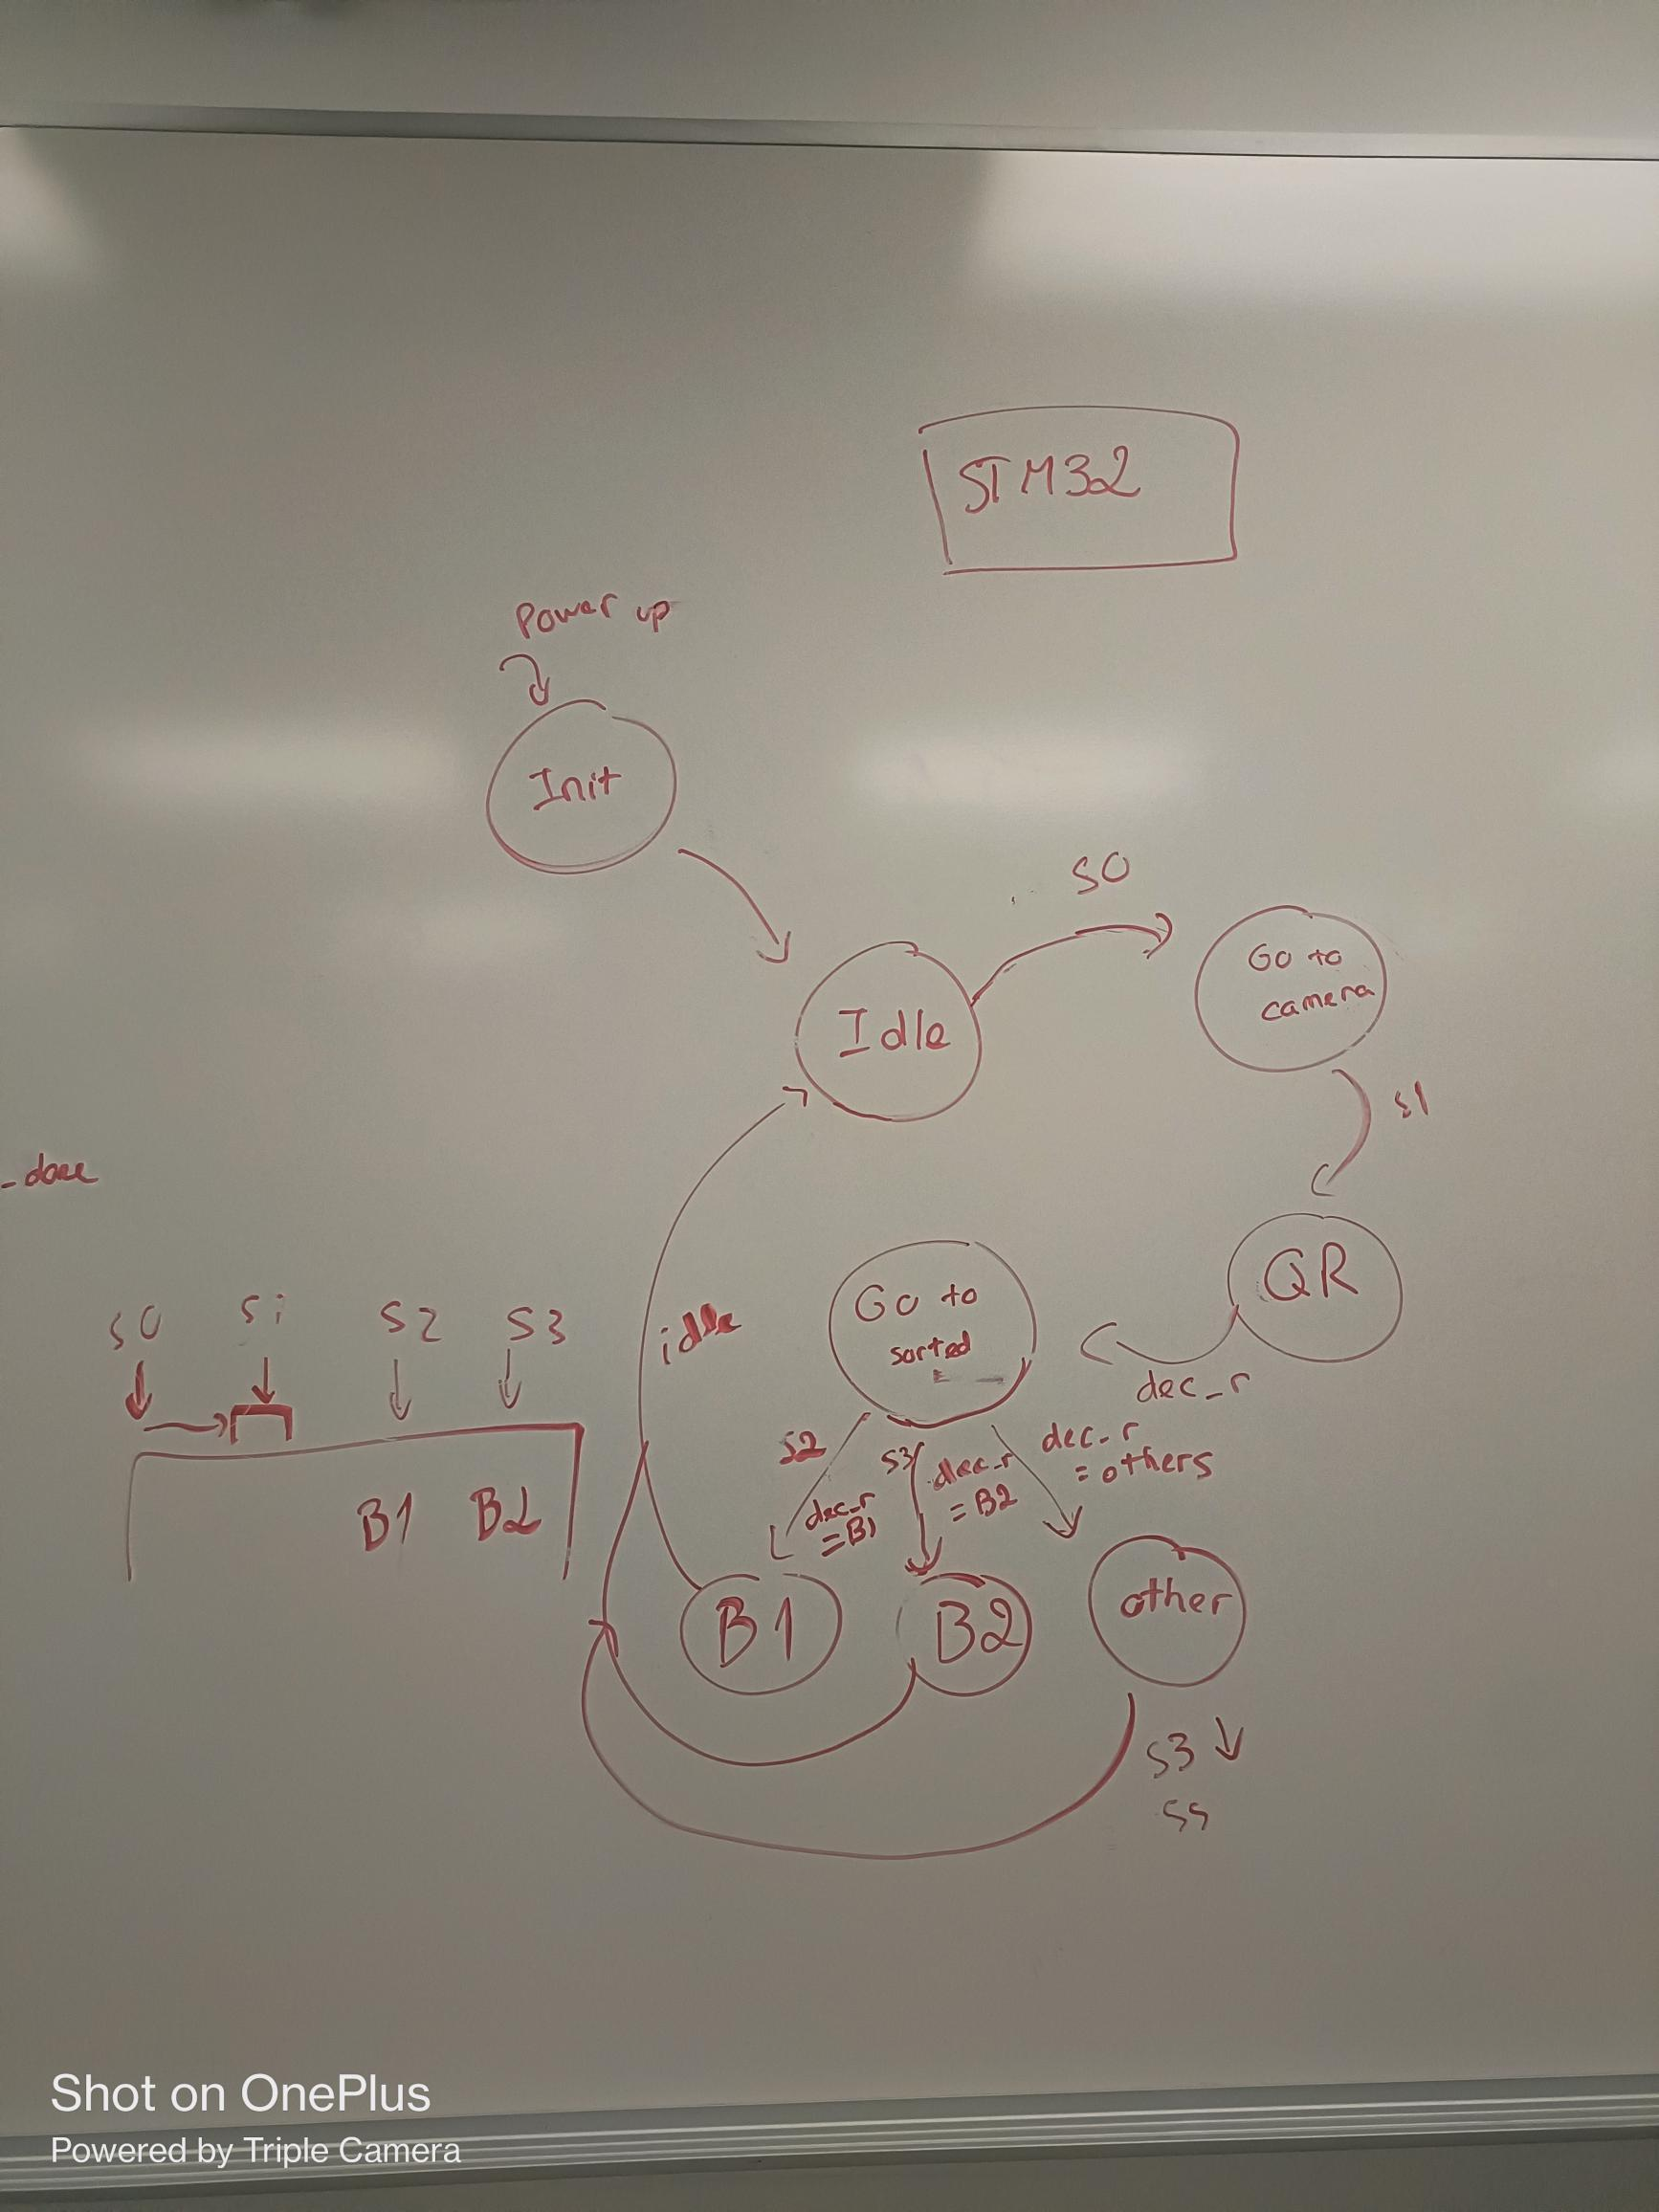 STM32
Power up
Init
S0
Idle
Go to
camera
S1
QR
dec_r
Go to
sorted
idle
S0
S1
S2
S3
B1
B2
S2
dec_r
=B1
S3
dec_r
=B2
dec_r
= others
B1
B2
other
S3 ↓
Shot on OnePlus
Powered by Triple Camera